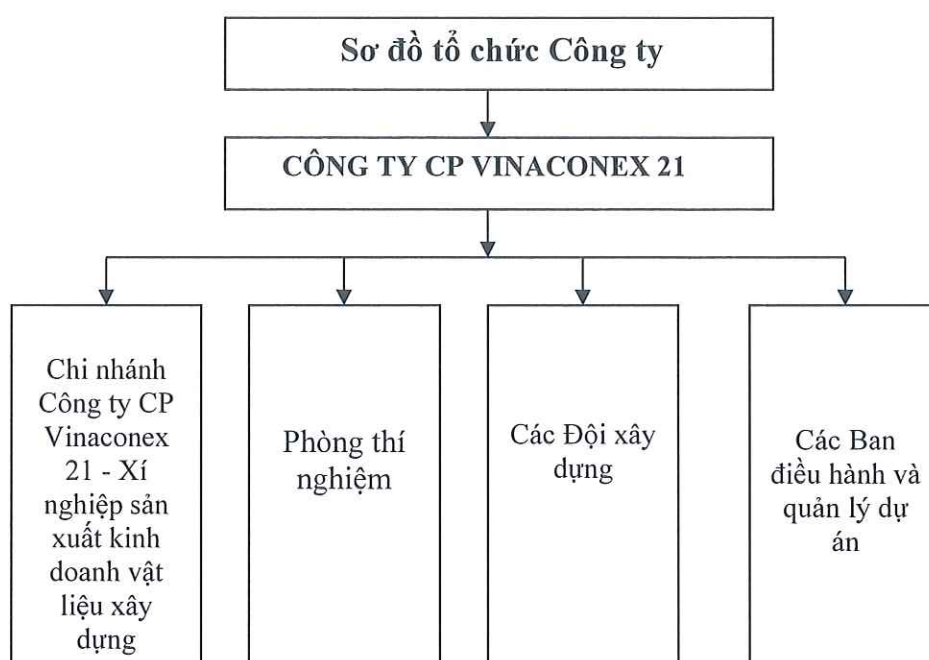 Sơ đồ tổ chức Công ty
CÔNG TY CP VINACONEX 21
Chi nhánh
Công ty CP
Vinaconex
21 - Xí
nghiệp sản
xuất kinh
doanh vật
liệu xây
dựng
Phòng thí
nghiệm
Các Đội xây
dựng
Các Ban
điều hành và
quản lý dự
án